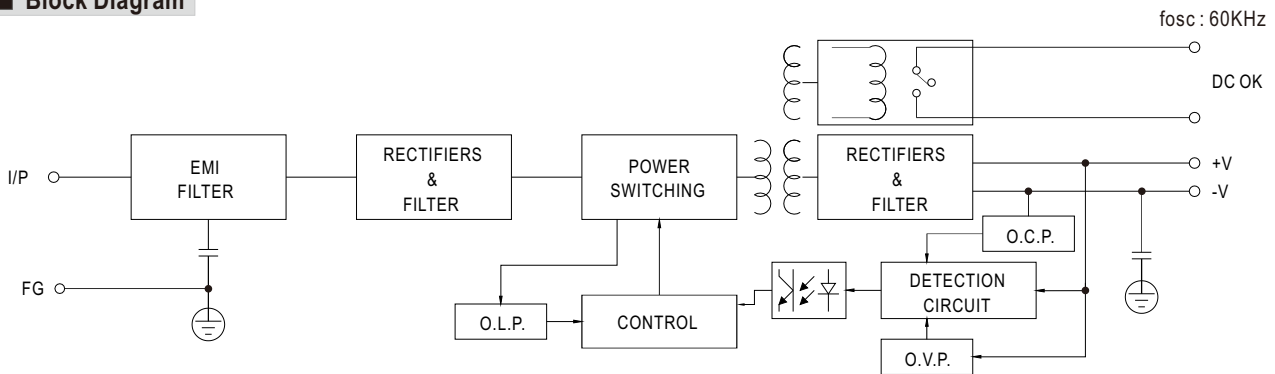 ■ Block Diagram
fosc : 60KHz
DC OK
I/P
EMI
FILTER
RECTIFIERS
&
FILTER
POWER
SWITCHING
RECTIFIERS
&
FILTER
+V
-V
O.C.P.
FG
O.L.P.
CONTROL
DETECTION
CIRCUIT
O.V.P.